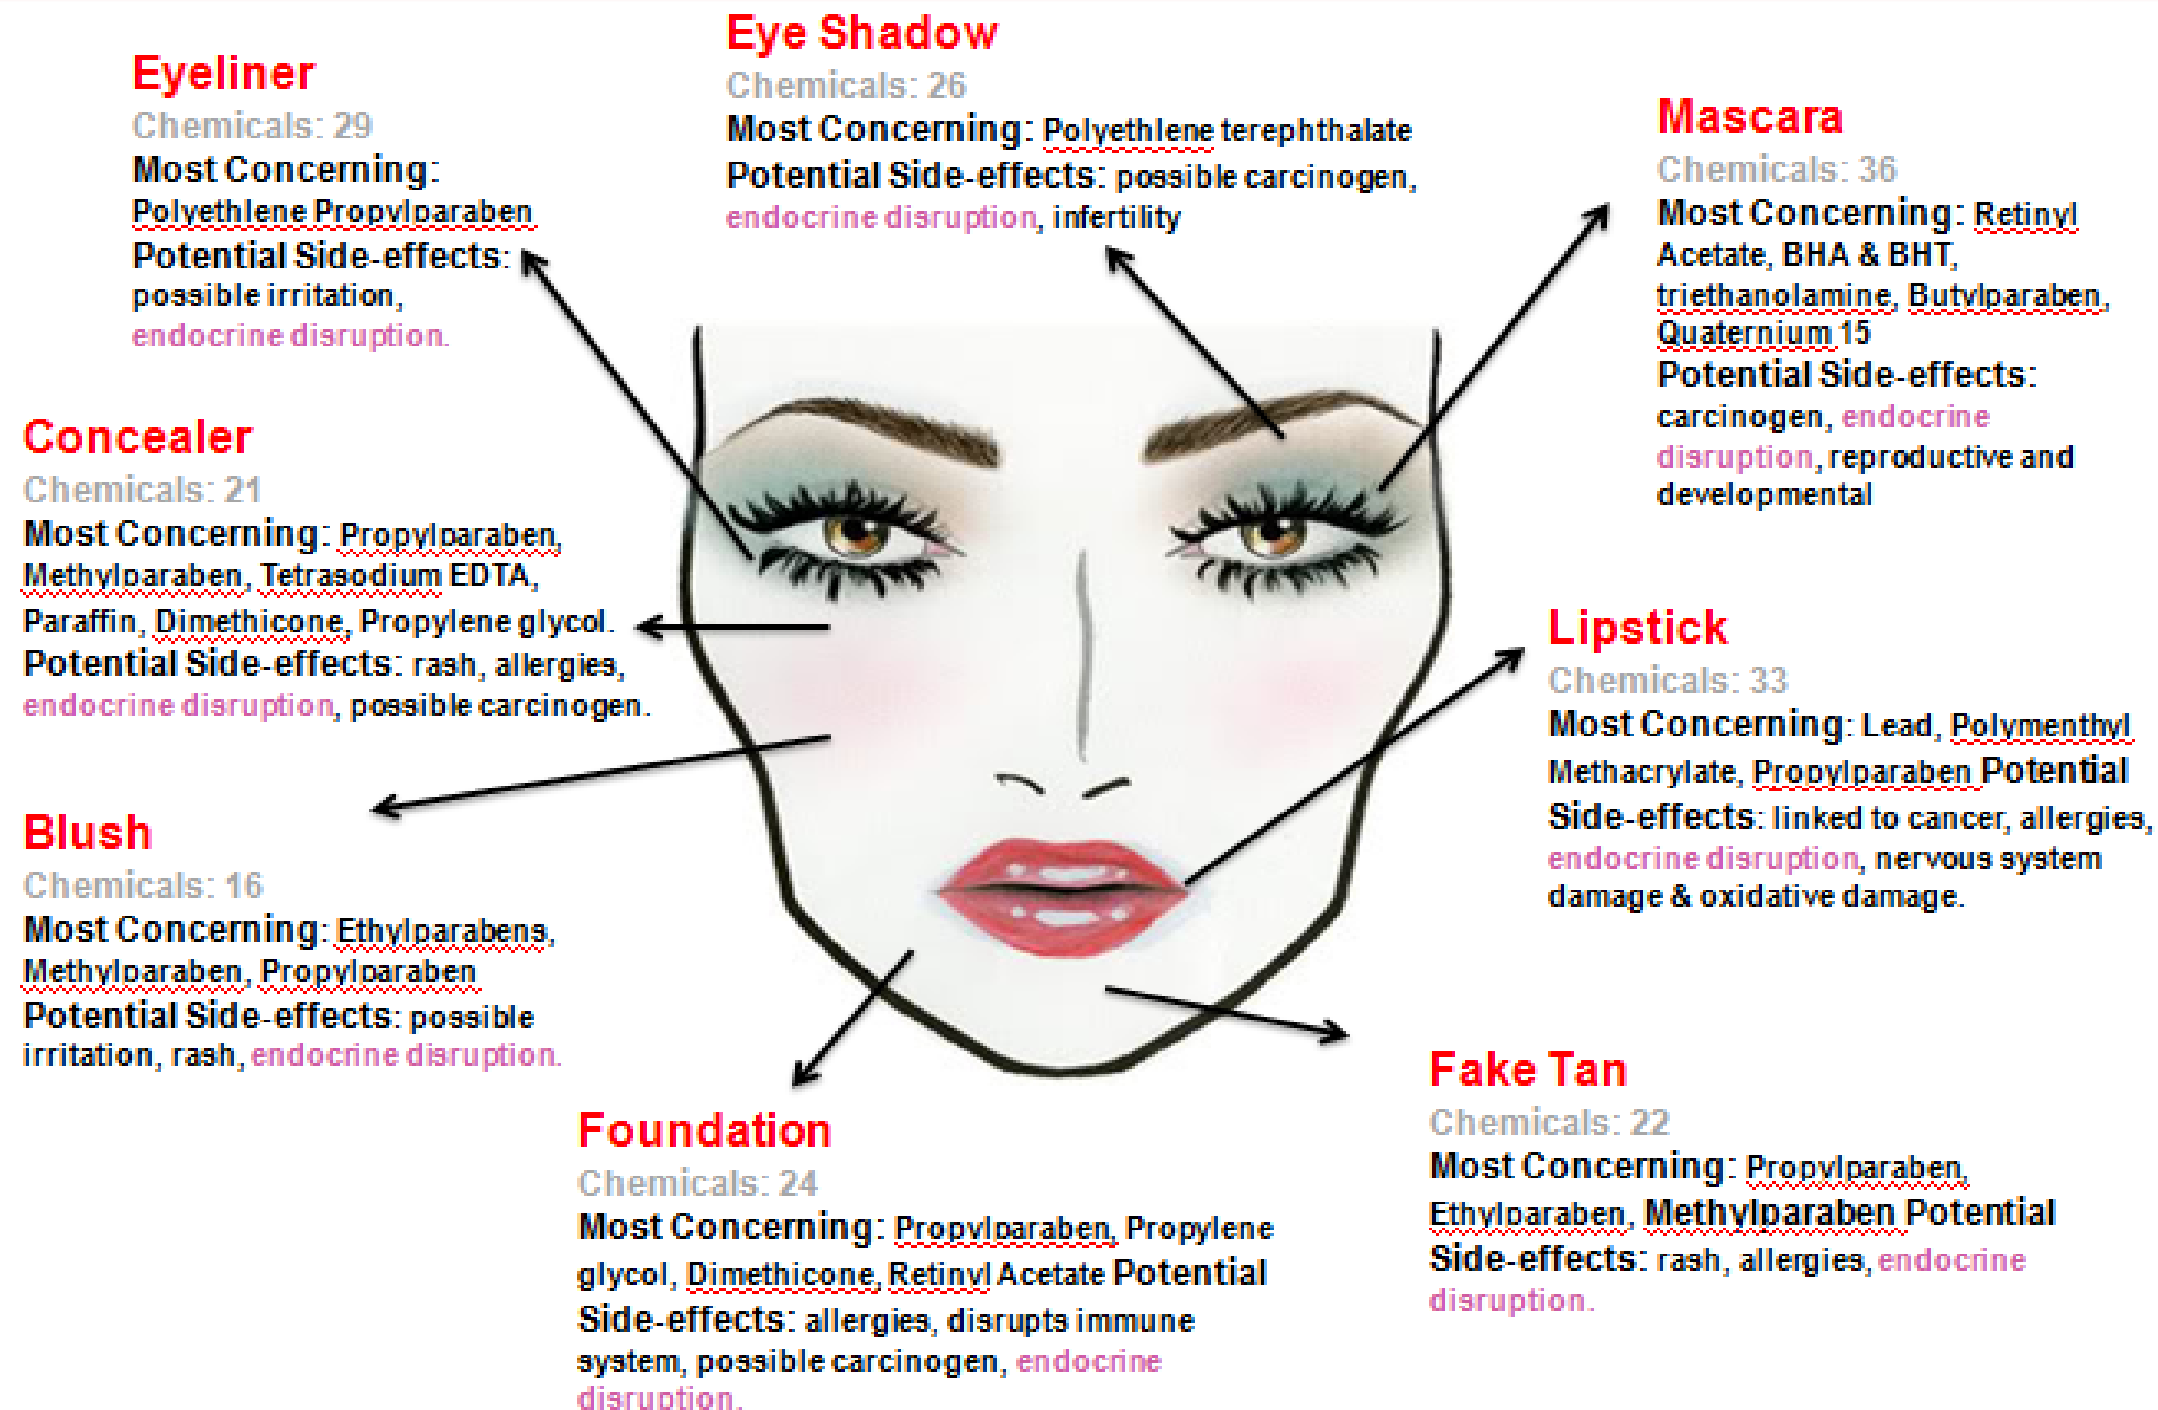 Eyeliner
Chemicals: 29
Most Concerning:
Polyethlene Propylparaben
Potential Side-effects:
possible irritation,
endocrine disruption.
Eye Shadow
Chemicals: 26
Most Concerning: Polyethlene terephthalate
Potential Side-effects: possible carcinogen,
endocrine disruption, infertility
Mascara
Chemicals: 36
Most Concerning: Retinyl
Acetate, BHA & BHT,
triethanolamine, Butylparaben,
Quaternium 15
Potential Side-effects:
carcinogen, endocrine
disruption, reproductive and
developmental
Concealer
Chemicals: 21
Most Concerning: Propylparaben,
Methylparaben, Tetrasodium EDTA,
Paraffin, Dimethicone, Propylene glycol.
Potential Side-effects: rash, allergies,
endocrine disruption, possible carcinogen.
Lipstick
Chemicals: 33
Most Concerning: Lead, Polymenthyl
Methacrylate, Propylparaben Potential
Side-effects: linked to cancer, allergies,
endocrine disruption, nervous system
damage & oxidative damage.
Blush
Chemicals: 16
Most Concerning: Ethylparabens,
Methylparaben, Propylparaben
Potential Side-effects: possible
irritation, rash, endocrine disruption.
Foundation
Chemicals: 24
Most Concerning: Propylparaben, Propylene
glycol, Dimethicone, Retinyl Acetate Potential
Side-effects: allergies, disrupts immune
system, possible carcinogen, endocrine
disruption.
Fake Tan
Chemicals: 22
Most Concerning: Propylparaben,
Ethylparaben, Methylparaben Potential
Side-effects: rash, allergies, endocrine
disruption.